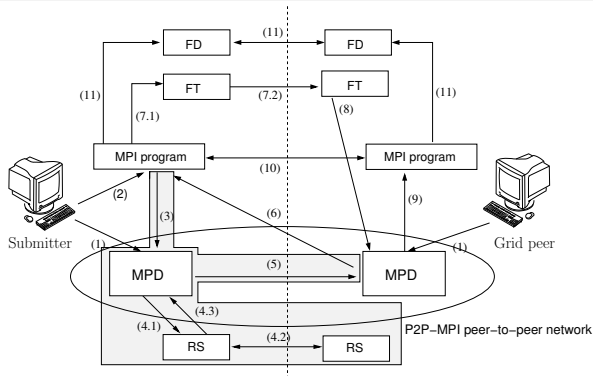 FD (11) FD
FT (7.2) FT
(11) (7.1) (8) (11)
MPI program (10) MPI program
(2) (3) (6) (9)
Submitter (1) (1) Grid peer
(5)
MPD MPD
(4.1) (4.3)
P2P-MPI peer-to-peer network
RS (4.2) RS